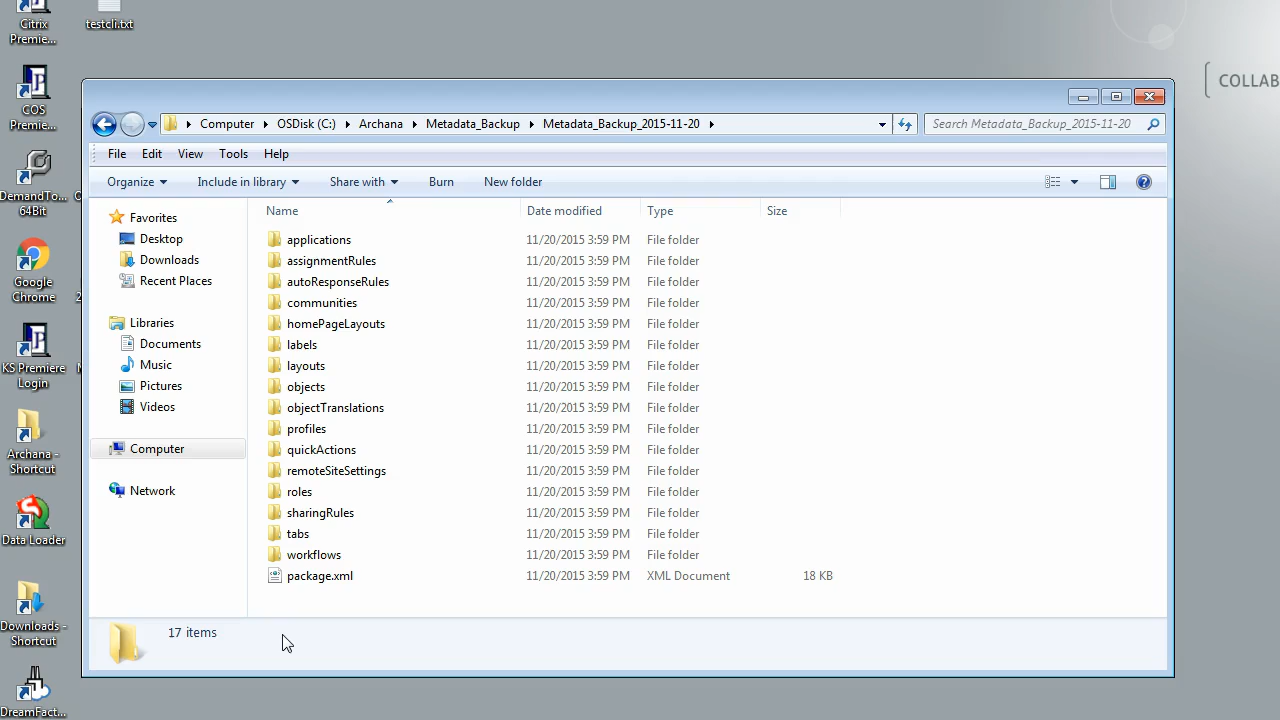 Citrix
Premie...
testcli.txt
COS
Premie...
DemandTo...
64Bit
Google
Chrome
KS Premiere
Login
Archana -
Shortcut
Data Loader
Downloads -
Shortcut
DreamFact...
COLLAB
Computer OSDisk (C:) Archana Metadata_Backup Metadata_Backup_2015-11-20
Search Metadata_Backup_2015-11-20
File Edit View Tools Help
Organize Include in library Share with Burn New folder
Favorites
Desktop
Downloads
Recent Places
Libraries
Documents
Music
Pictures
Videos
Computer
Network
Name Date modified Type Size
applications 11/20/2015 3:59 PM File folder
assignmentRules 11/20/2015 3:59 PM File folder
autoResponseRules 11/20/2015 3:59 PM File folder
communities 11/20/2015 3:59 PM File folder
homePageLayouts 11/20/2015 3:59 PM File folder
labels 11/20/2015 3:59 PM File folder
layouts 11/20/2015 3:59 PM File folder
objects 11/20/2015 3:59 PM File folder
objectTranslations 11/20/2015 3:59 PM File folder
profiles 11/20/2015 3:59 PM File folder
quickActions 11/20/2015 3:59 PM File folder
remoteSiteSettings 11/20/2015 3:59 PM File folder
roles 11/20/2015 3:59 PM File folder
sharingRules 11/20/2015 3:59 PM File folder
tabs 11/20/2015 3:59 PM File folder
workflows 11/20/2015 3:59 PM File folder
package.xml 11/20/2015 3:59 PM XML Document 18 KB
17 items